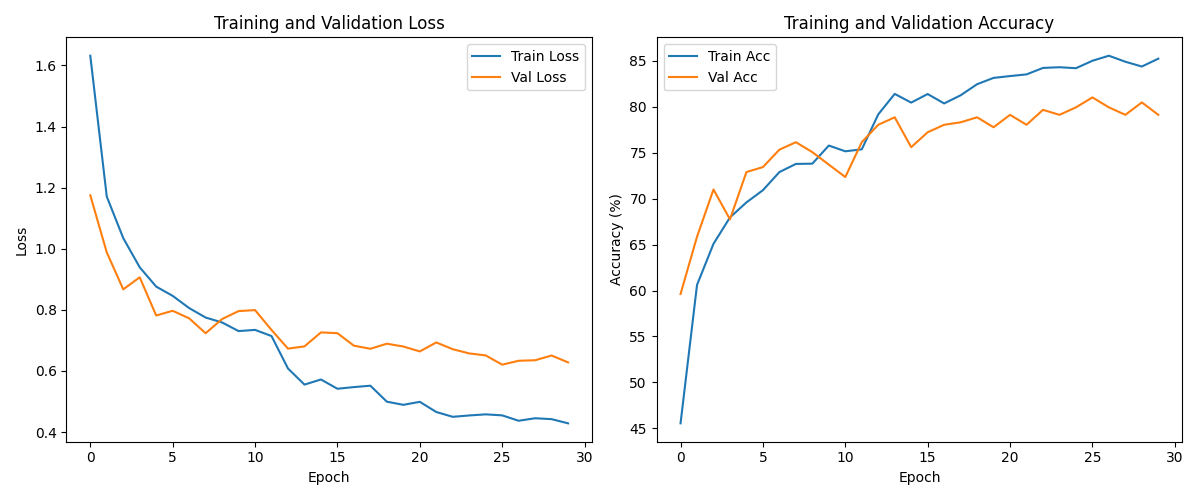 Training and Validation Loss
Train Loss
Val Loss
1.6
1.4
1.2
1.0
0.8
0.6
0.4
Loss
0 5 10 15 20 25 30
Epoch
Training and Validation Accuracy
Train Acc
Val Acc
85
80
75
70
65
60
55
50
45
Accuracy (%)
0 5 10 15 20 25 30
Epoch